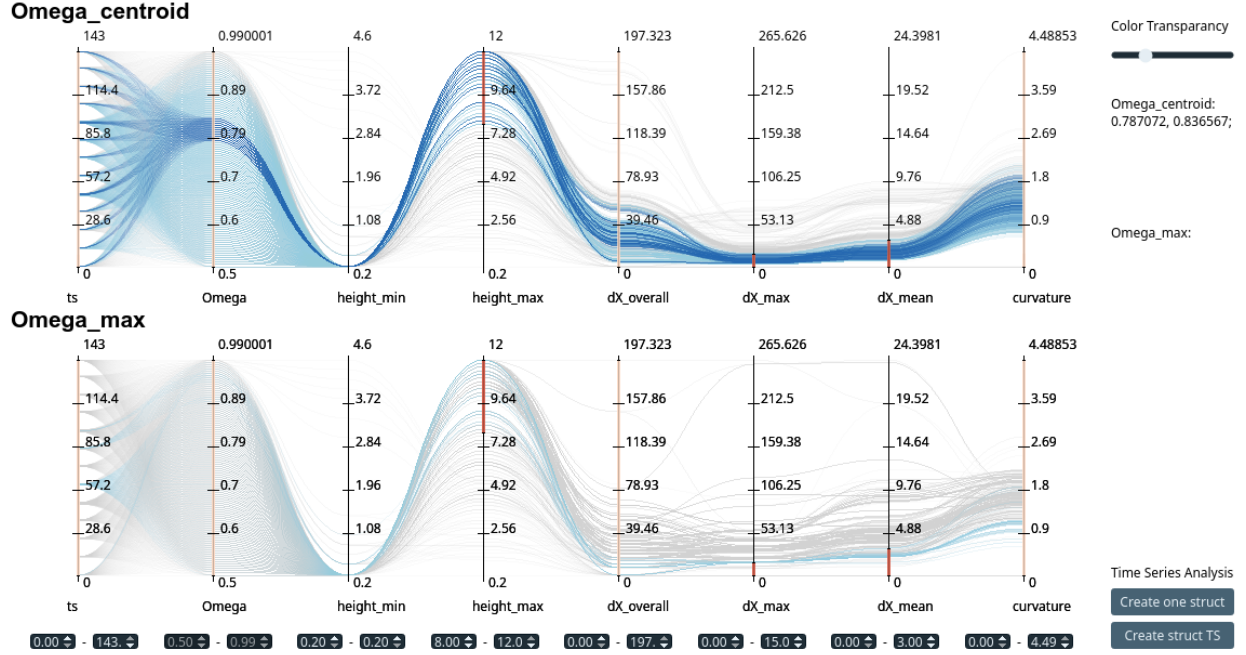 Omega_centroid
143 0.990001 4.6 12 197.323 265.626 24.3981 4.48853
114.4 0.89 3.72 9.64 157.86 212.5 19.52 3.59
85.8 0.79 2.84 7.28 118.39 159.38 14.64 2.69
57.2 0.7 1.96 4.92 78.93 106.25 9.76 1.8
28.6 0.6 1.08 2.56 39.46 53.13 4.88 0.9
0 0.5 0.2 0.2 0 0 0 0
ts Omega height_min height_max dX_overall dX_max dX_mean curvature
Omega_max
143 0.990001 4.6 12 197.323 265.626 24.3981 4.48853
114.4 0.89 3.72 9.64 157.86 212.5 19.52 3.59
85.8 0.79 2.84 7.28 118.39 159.38 14.64 2.69
57.2 0.7 1.96 4.92 78.93 106.25 9.76 1.8
28.6 0.6 1.08 2.56 39.46 53.13 4.88 0.9
0 0.5 0.2 0.2 0 0 0 0
ts Omega height_min height_max dX_overall dX_max dX_mean curvature
0.00 - 143. 0.50 - 0.99 0.20 - 0.20 8.00 - 12.0 0.00 - 197. 0.00 - 15.0 0.00 - 3.00 0.00 - 4.49
Color Transparancy
Omega_centroid:
0.787072, 0.836567;
Omega_max:
Time Series Analysis
Create one struct
Create struct TS